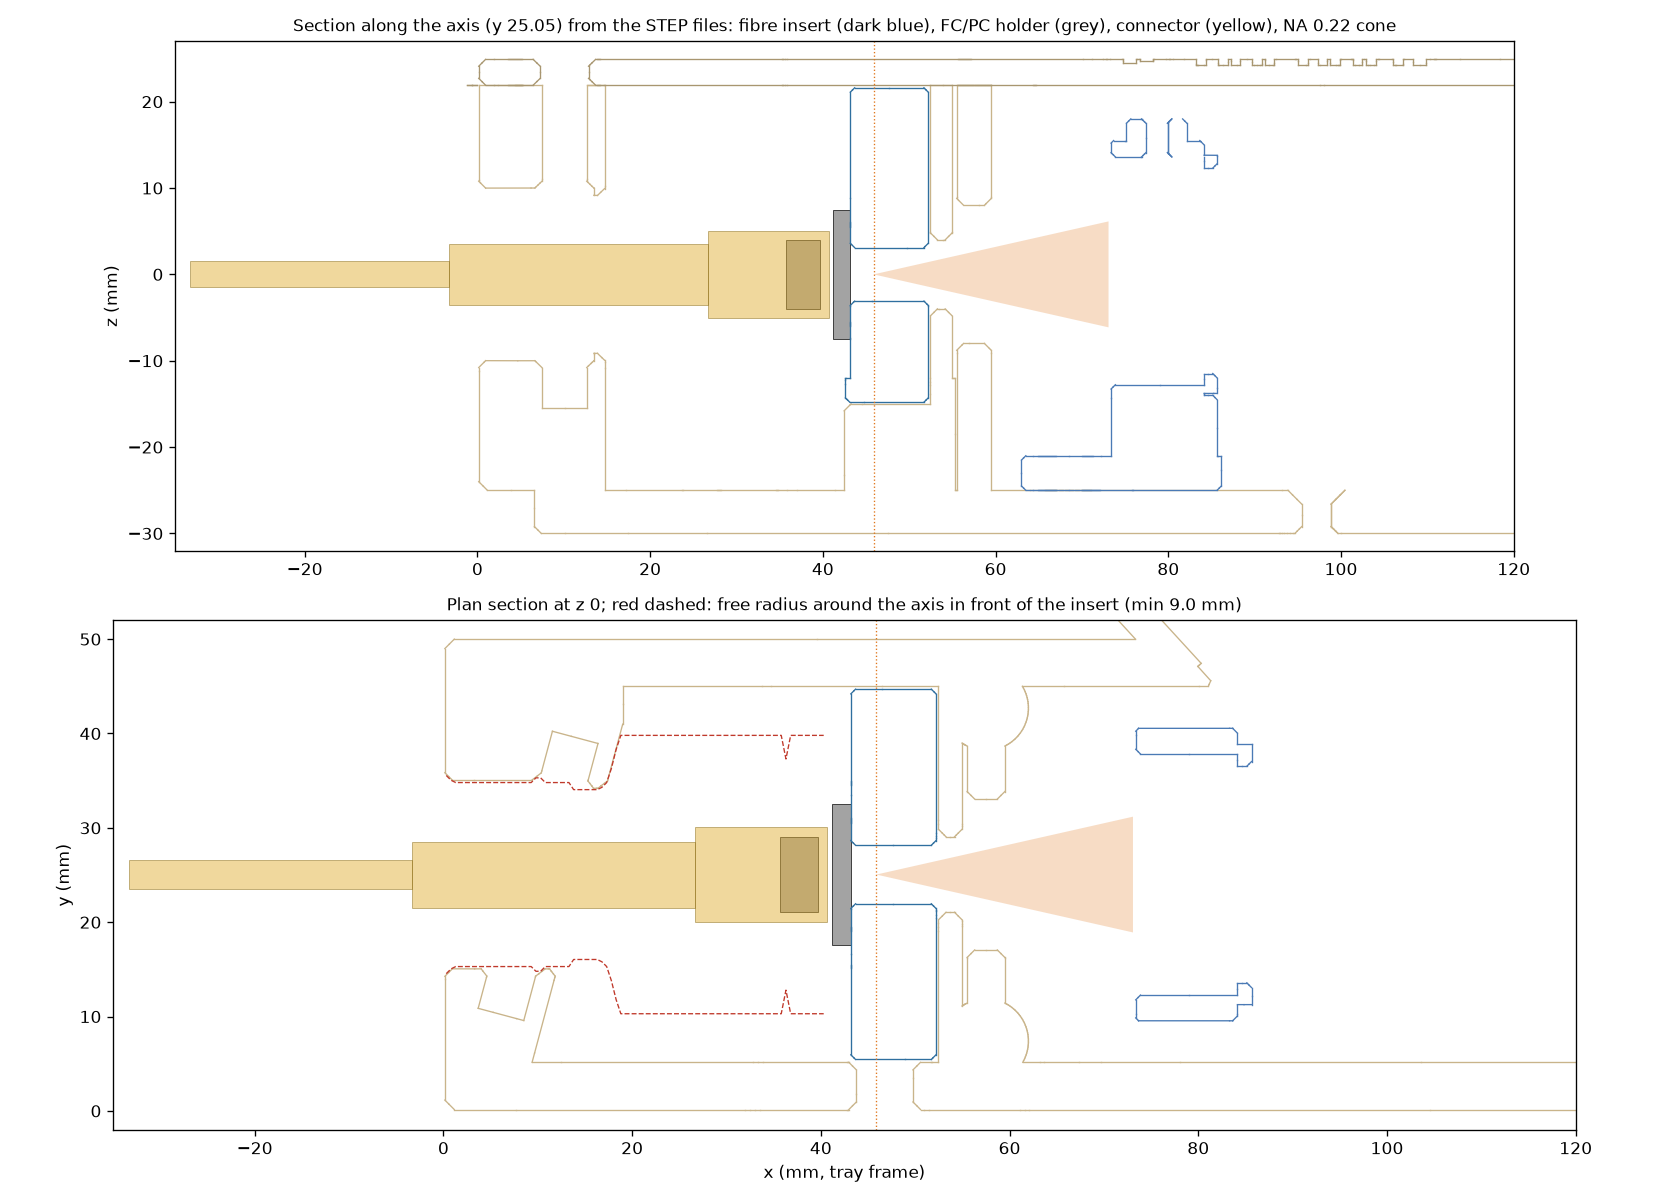 Section along the axis (y 25.05) from the STEP files: fibre insert (dark blue), FC/PC holder (grey), connector (yellow), NA 0.22 cone
z (mm)
20
10
0
−10
−20
−30
−20 0 20 40 60 80 100 120
Plan section at z 0; red dashed: free radius around the axis in front of the insert (min 9.0 mm)
y (mm)
50
40
30
20
10
0
−20 0 20 40 60 80 100 120
x (mm, tray frame)